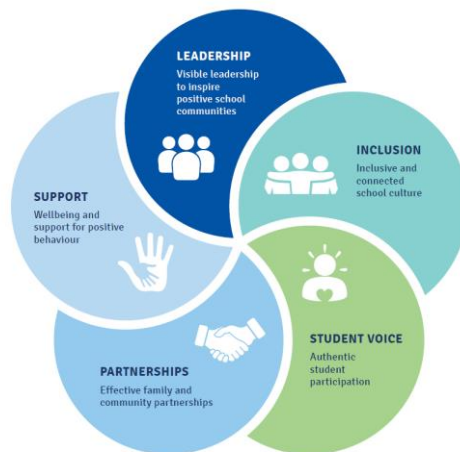 LEADERSHIP
Visible leadership
to inspire
positive school
communities
INCLUSION
Inclusive and
connected
school culture
STUDENT VOICE
Authentic
student
participation
PARTNERSHIPS
Effective family and
community partnerships
SUPPORT
Wellbeing and
support for positive
behaviour